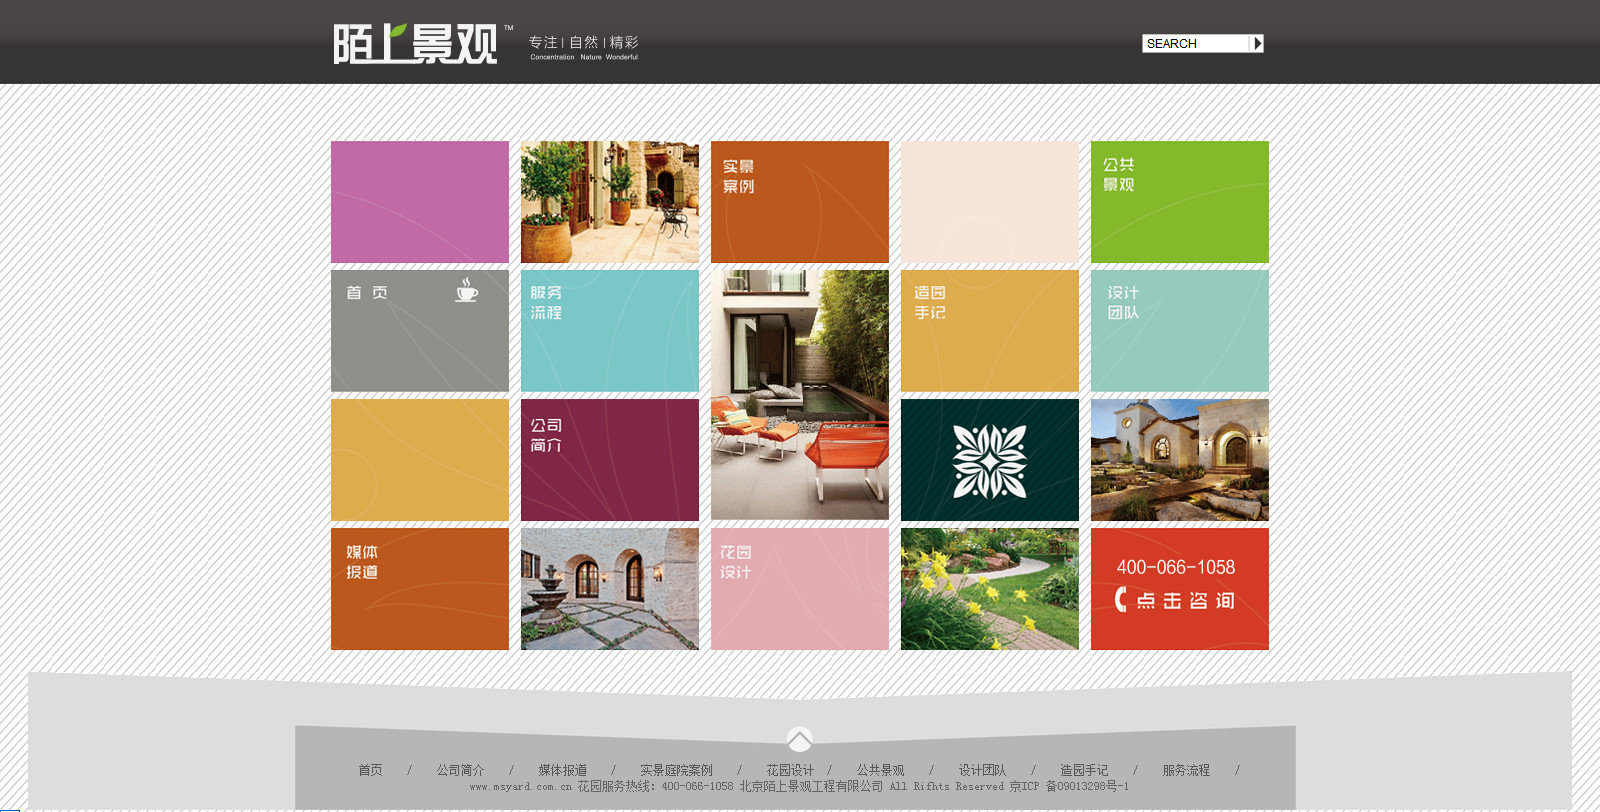 陌上景观™
专注 | 自然 | 精彩
Concentration Nature Wonderful
SEARCH
实景
案例
公共
景观
首 页
服务
流程
造园
手记
设计
团队
公司
简介
媒体
报道
花园
设计
400-066-1058
点击咨询
首页 / 公司简介 / 媒体报道 / 实景庭院案例 / 花园设计 / 公共景观 / 设计团队 / 造园手记 / 服务流程 /
www.msyard.com.cn 花园服务热线: 400-066-1058 北京陌上景观工程有限公司 All Rifhts Reserved 京ICP 备09013298号-1